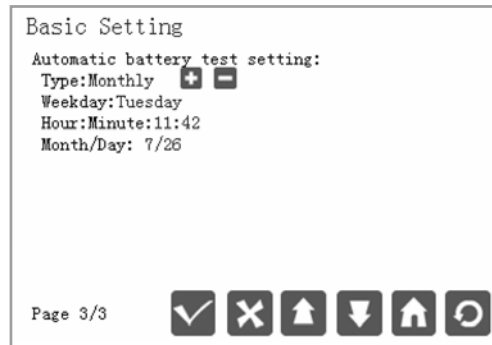 Basic Setting
Automatic battery test setting:
Type:Monthly
Weekday:Tuesday
Hour:Minute:11:42
Month/Day: 7/26
Page 3/3